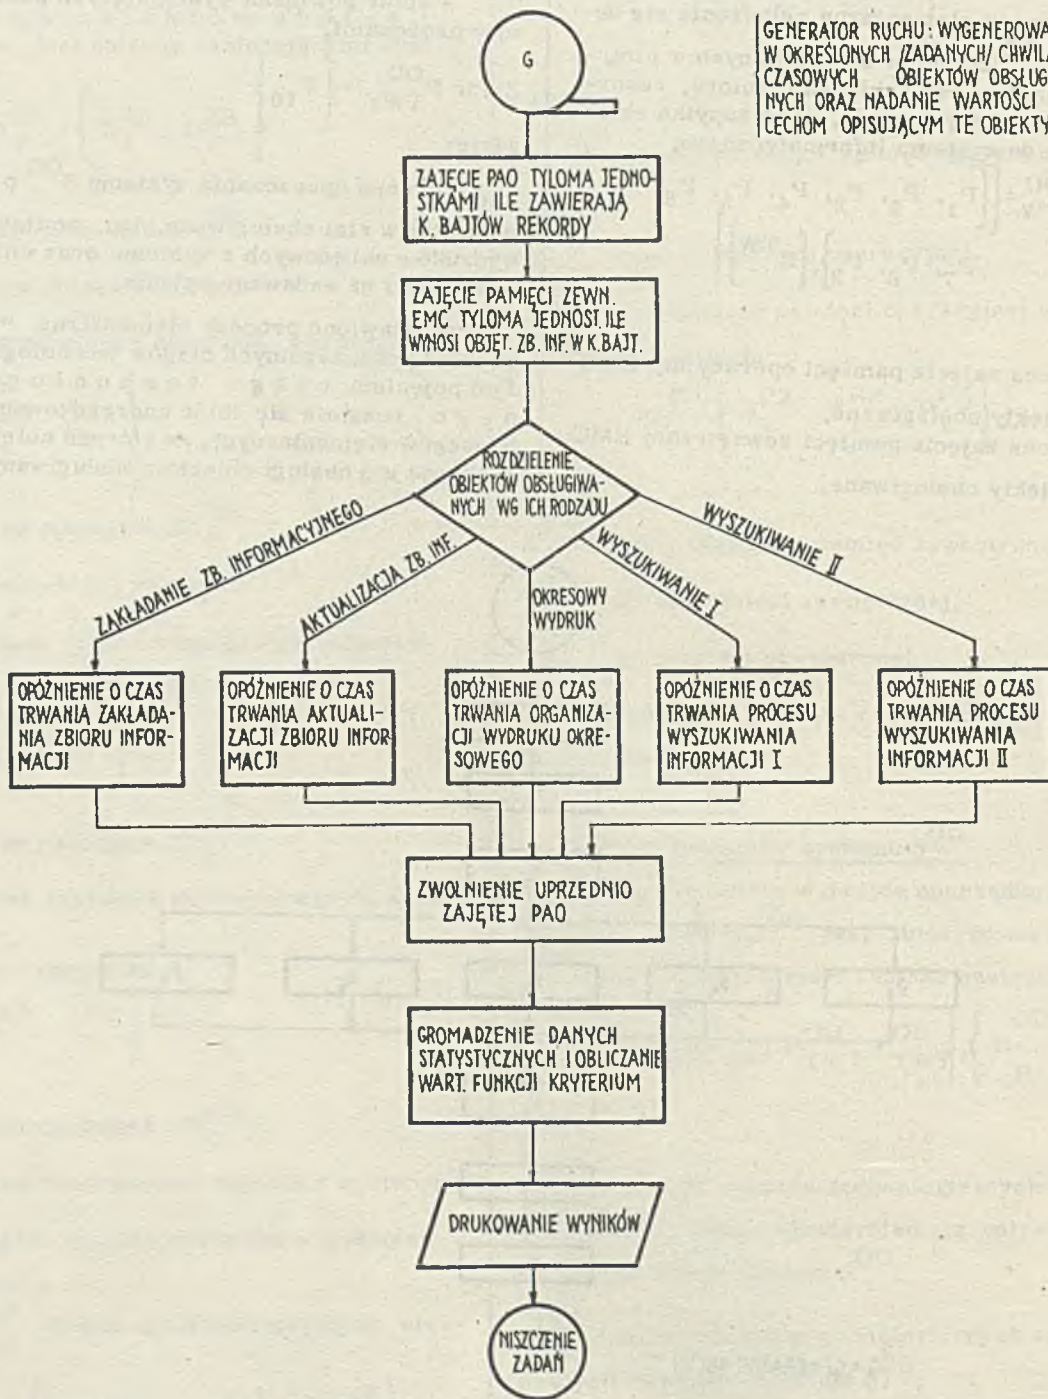 G
GENERATOR RUCHU: WYGENEROWA
W OKREŚLONYCH /ZADANYCH/ CHWILA
CZASOWYCH OBIEKTÓW OBSŁUG
NYCH ORAZ NADANIE WARTOŚCI
CECHOM OPISUJĄCYM TE OBIEKTY
ZAJĘCIE PAO TYLOMA JEDNO-
STKAMI ILE ZAWIERAJĄ
K. BAJTÓW REKORDY
ZAJĘCIE PAMIĘCI ZEWN.
EMC TYLOMA JEDNOST. ILE
WYNOSI OBJĘT. ZB. INF. W K. BAJT.
ROZDZIELENIE
OBIEKTÓW OBSŁUGIWA-
NYCH WG ICH RODZAJU
ZAKŁADANIE ZB. INFORMACYJNEGO
AKTUALIZACJA ZB. INF.
OKRESOWY
WYDRUK
WYSZUKIWANIE I
WYSZUKIWANIE II
OPÓŹNIENIE O CZAS
TRWANIA ZAKŁADA-
NIA ZBIORU INFOR-
MACJI
OPÓŹNIENIE O CZAS
TRWANIA AKTUALI-
ZACJI ZBIORU INFOR-
MACJI
OPÓŹNIENIE O CZAS
TRWANIA ORGANIZA-
CJI WYDRUKU OKRE-
SOWEGO
OPÓŹNIENIE O CZAS
TRWANIA PROCESU
WYSZUKIWANIA
INFORMACJI I
OPÓŹNIENIE O CZAS
TRWANIA PROCESU
WYSZUKIWANIA
INFORMACJI II
ZWOLNIENIE UPRZEDNIO
ZAJĘTEJ PAO
GROMADZENIE DANYCH
STATYSTYCZNYCH I OBLICZANIE
WART. FUNKCJI KRYTERIUM
DRUKOWANIE WYNIKÓW
NISZCZENIE
ZADAŃ